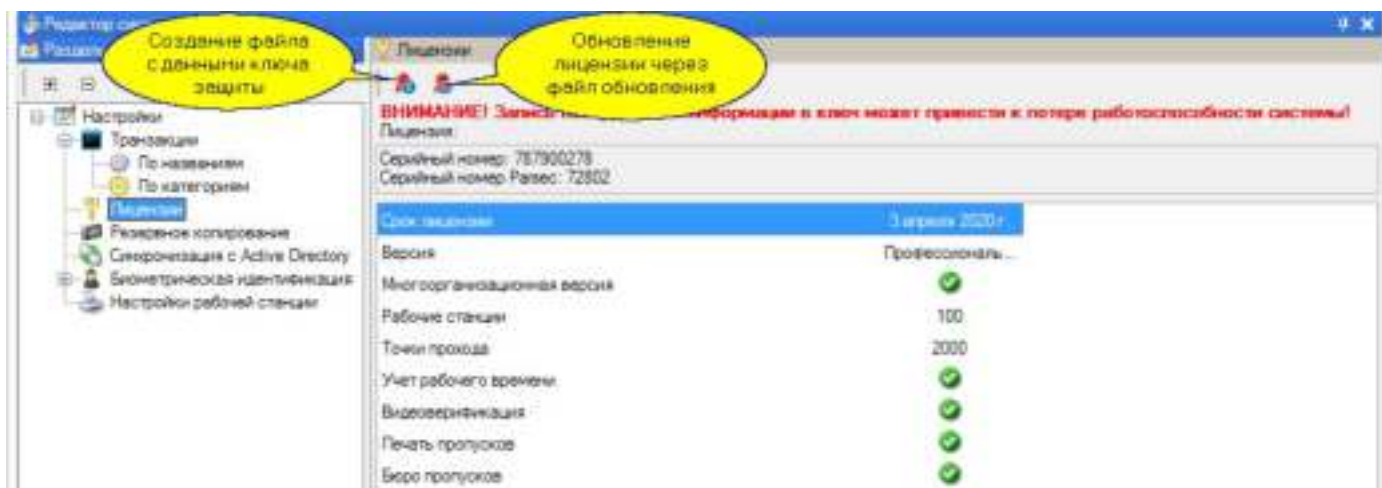 Создание файла
с данными ключа
защиты
Обновление
лицензии через
файл обновления
Лицензии
ВНИМАНИЕ! в ключ может привести к потере работоспособности системы!
Лицензия
Серийный номер: 787900278
Серийный номер Parsec: 72802
Настройки
Транзакции
По названиям
По категориям
Лицензии
Резервное копирование
Синхронизация с Active Directory
Биометрическая идентификация
Настройки рабочей станции
Срок лицензии 3 апреля 2020 г.
Версия Профессиональ...
Многоорганизационная версия
Рабочие станции 100
Точки прохода 2000
Учет рабочего времени
Видеоверификация
Печать пропусков
Бюро пропусков